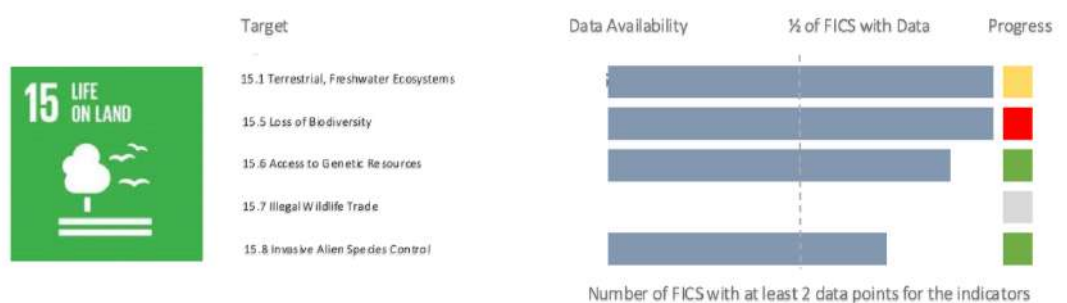 Target Data Availability ½ of FICS with Data Progress
15 LIFE
ON LAND
15.1 Terrestrial, Freshwater Ecosystems
15.5 Loss of Biodiversity
15.6 Access to Genetic Resources
15.7 Illegal Wildlife Trade
15.8 Invasive Alien Species Control
Number of FICS with at least 2 data points for the indicators